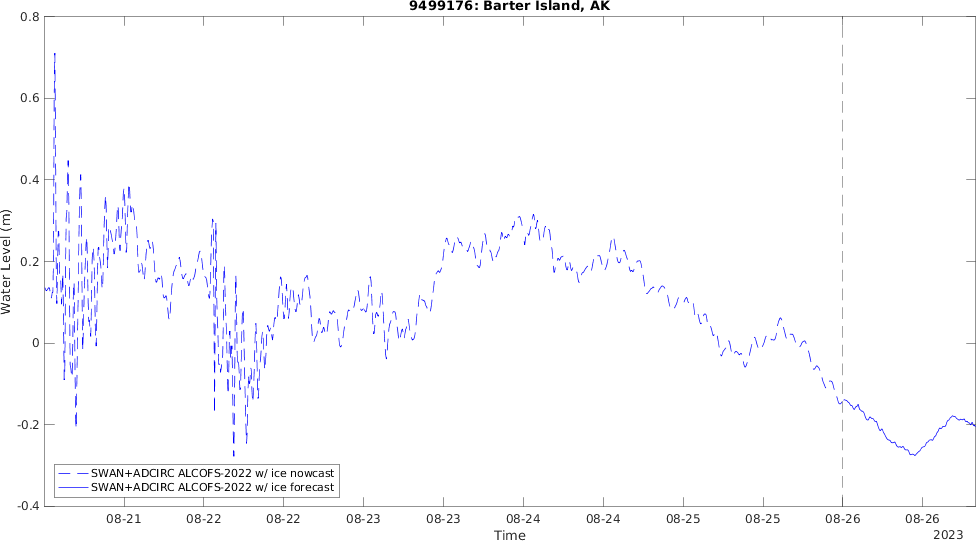 9499176: Barter Island, AK
Water Level (m)
0.8
0.6
0.4
0.2
0
-0.2
-0.4
SWAN+ADCIRC ALCOFS-2022 w/ ice nowcast
SWAN+ADCIRC ALCOFS-2022 w/ ice forecast
08-21 08-22 08-22 08-23 08-23 08-24 08-24 08-25 08-25 08-26 08-26
Time
2023